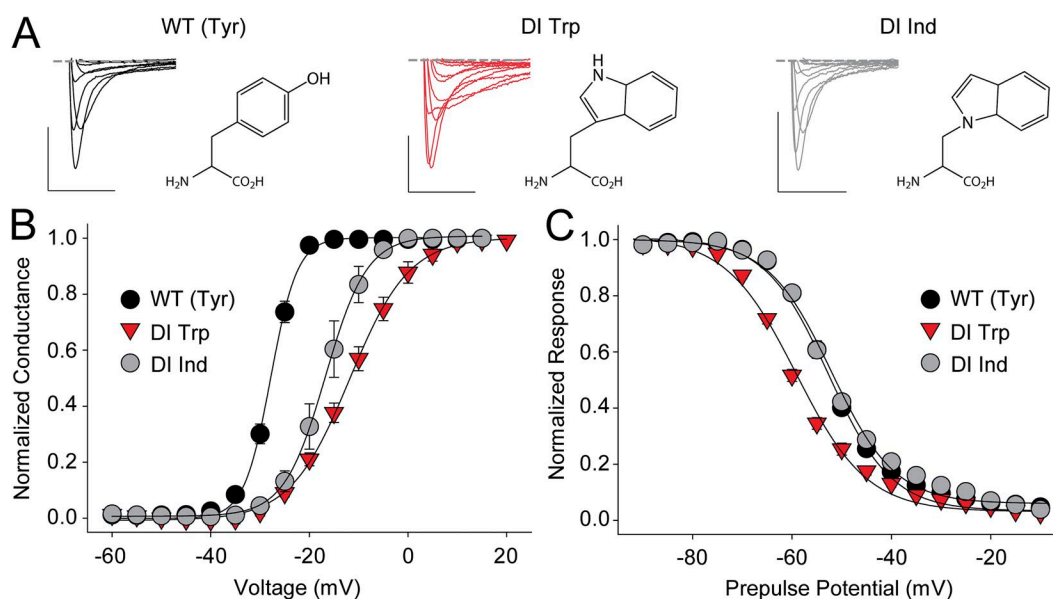 A
WT (Tyr)
DI Trp
DI Ind
OH
H₂N
CO₂H
H
N
H₂N
CO₂H
N
H₂N
CO₂H
B
Normalized Conductance
1.0
0.8
0.6
0.4
0.2
0.0
WT (Tyr)
DI Trp
DI Ind
-60
-40
-20
0
20
Voltage (mV)
C
Normalized Response
1.0
0.8
0.6
0.4
0.2
0.0
WT (Tyr)
DI Trp
DI Ind
-80
-60
-40
-20
Prepulse Potential (mV)